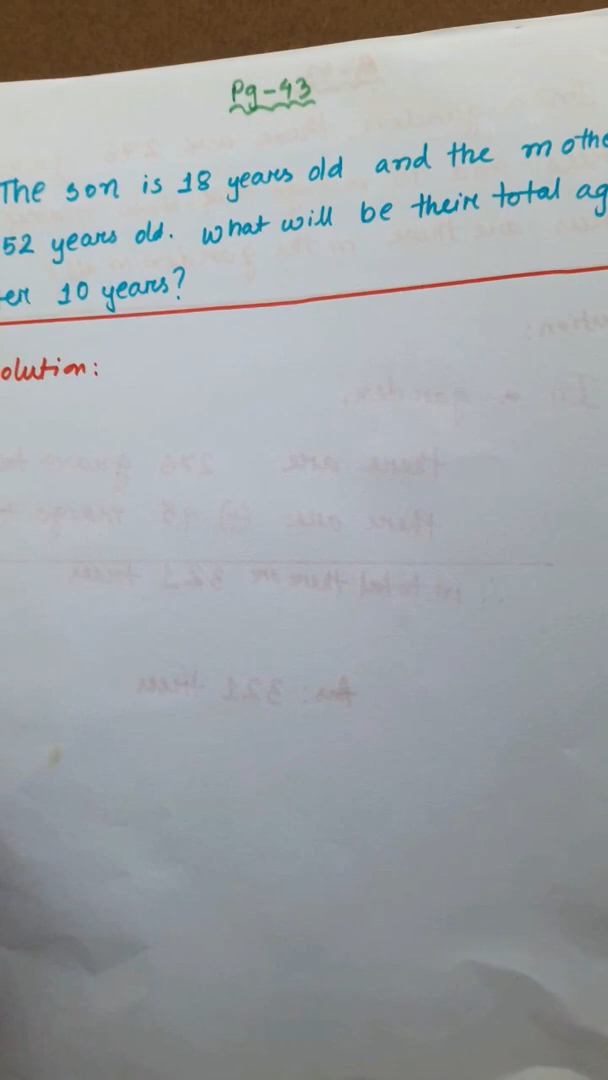 Pg-43
The son is 18 years old and the mothe
52 years old. What will be their total ag
er 10 years?
olution: